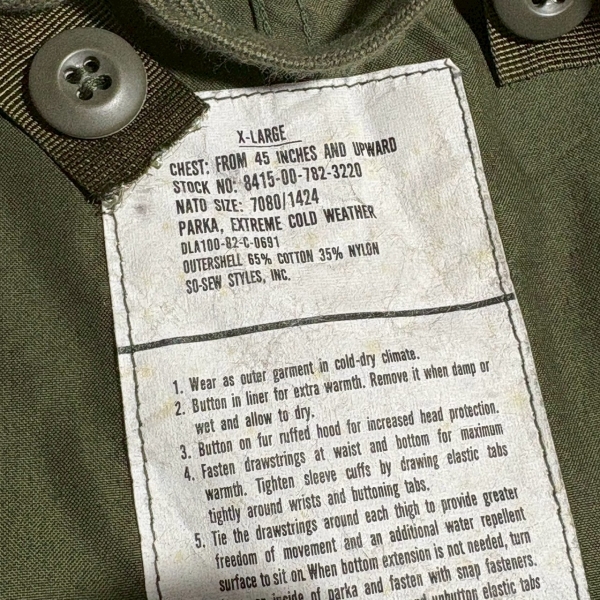 X-LARGE
CHEST: FROM 45 INCHES AND UPWARD
STOCK NO: 8415-00-782-3220
NATO SIZE: 7080/1424
PARKA, EXTREME COLD WEATHER
DLA100-82-C-0691
OUTERSHELL 65% COTTON 35% NYLON
SO-SEW STYLES, INC.
1. Wear as outer garment in cold-dry climate.
2. Button in liner for extra warmth. Remove it when damp or
wet and allow to dry.
3. Button on fur ruffed hood for increased head protection.
4. Fasten drawstrings at waist and bottom for maximum
warmth. Tighten sleeve cuffs by drawing elastic tabs
tightly around wrists and buttoning tabs.
5. Tie the drawstrings around each thigh to provide greater
freedom of movement and an additional water repellent
surface to sit on. When bottom extension is not needed, turn
inside of parka and fasten with snap fasteners.
unbutton elastic tabs